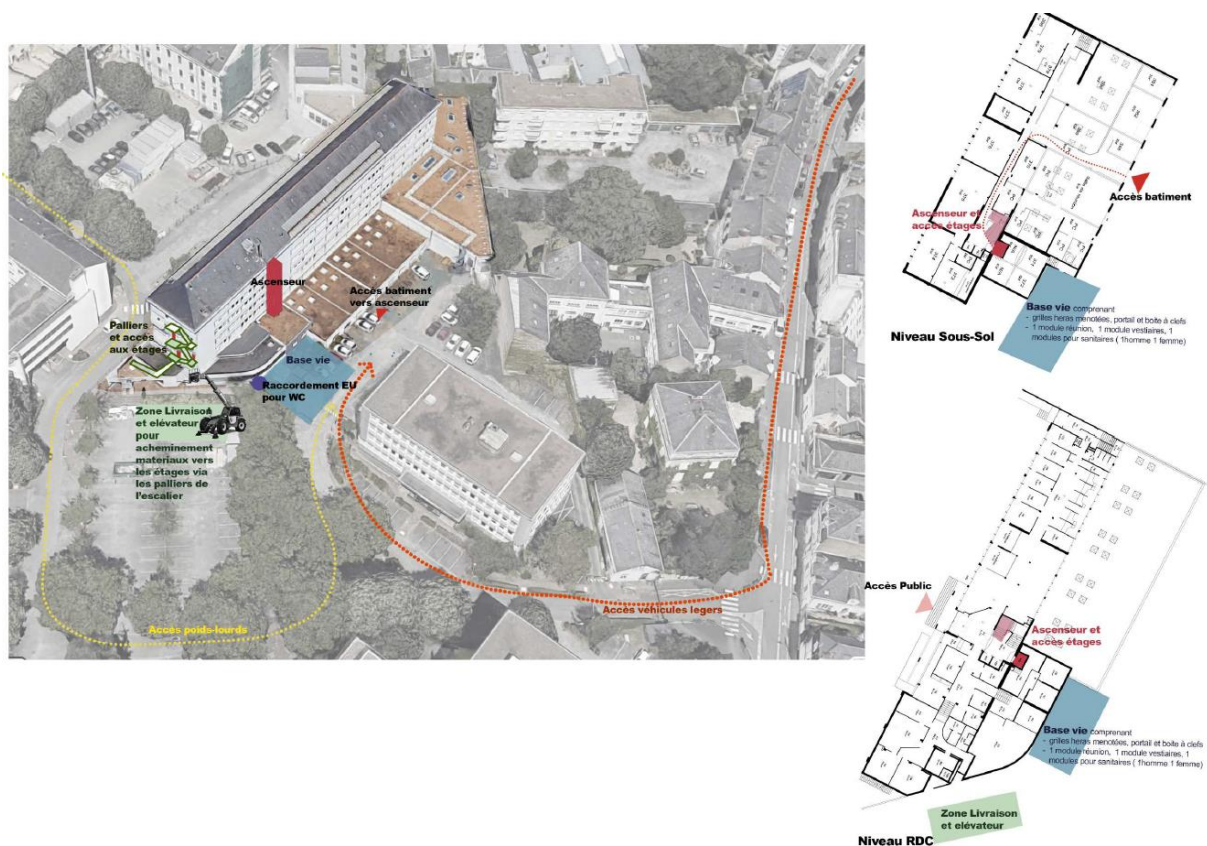 Ascenseur
Accès batiment
vers ascenseur
Palliers
et accès
aux étages
Base vie
Raccordement EU
pour WC
Zone Livraison
et elévateur
pour
acheminement
materiaux vers
les étages via
les palliers de
l'escalier
Accès poids-lourds
Accès véhicules legers
Accès batiment
Ascenseur et
accès étages
Base vie comprenant
- grilles heras menotées, portail et boite à clefs
- 1 module réunion, 1 module vestiaires, 1
modules pour sanitaires ( 1homme 1 femme)
Niveau Sous-Sol
Accès Public
Ascenseur et
accès étages
Base vie comprenant
- grilles heras menotées, portail et boite à clefs
- 1 module réunion, 1 module vestiaires, 1
modules pour sanitaires ( 1homme 1 femme)
Zone Livraison
et elévateur
Niveau RDC